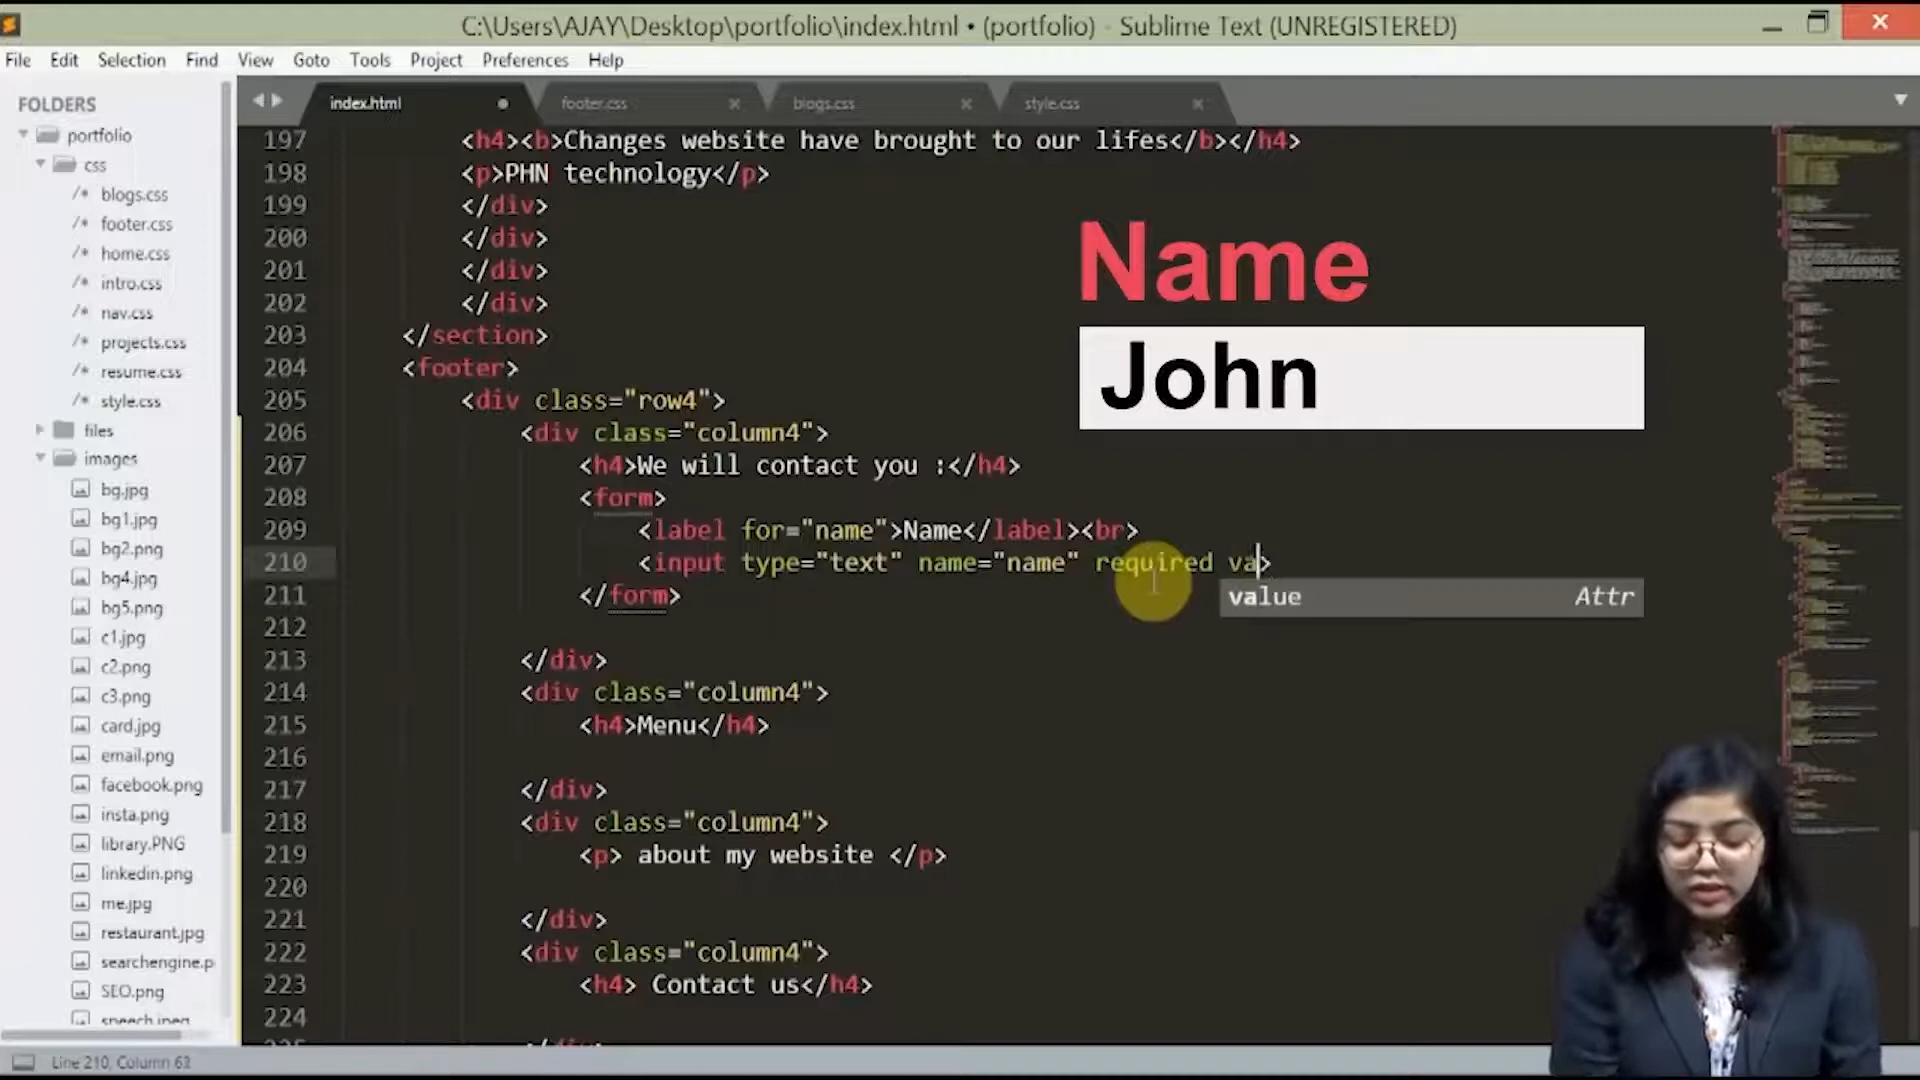 C:\Users\AJAY\Desktop\portfolio\index.html • (portfolio) - Sublime Text (UNREGISTERED)
File Edit Selection Find View Goto Tools Project Preferences Help
FOLDERS
portfolio
css
/* blogs.css
/* footer.css
/* home.css
/* intro.css
/* nav.css
/* projects.css
/* resume.css
/* style.css
files
images
bg.jpg
bg1.jpg
bg2.png
bg4.jpg
bg5.png
c1.jpg
c2.png
c3.png
card.jpg
email.png
facebook.png
insta.png
library.PNG
linkedin.png
me.jpg
restaurant.jpg
searchengine.p
SEO.png
speech.jpeg
index.html footer.css blogs.css style.css
197 <h4><b>Changes website have brought to our lifes</b></h4>
198 <p>PHN technology</p>
199 </div>
200 </div>
201 </div>
202 </div>
203 </section>
204 <footer>
205 <div class="row4">
206 <div class="column4">
207 <h4>We will contact you :</h4>
208 <form>
209 <label for="name">Name</label><br>
210 <input type="text" name="name" required va>
211 </form>
212
213 </div>
214 <div class="column4">
215 <h4>Menu</h4>
216
217 </div>
218 <div class="column4">
219 <p> about my website </p>
220
221 </div>
222 <div class="column4">
223 <h4> Contact us</h4>
224
value Attr
Name
John
Line 210, Column 62